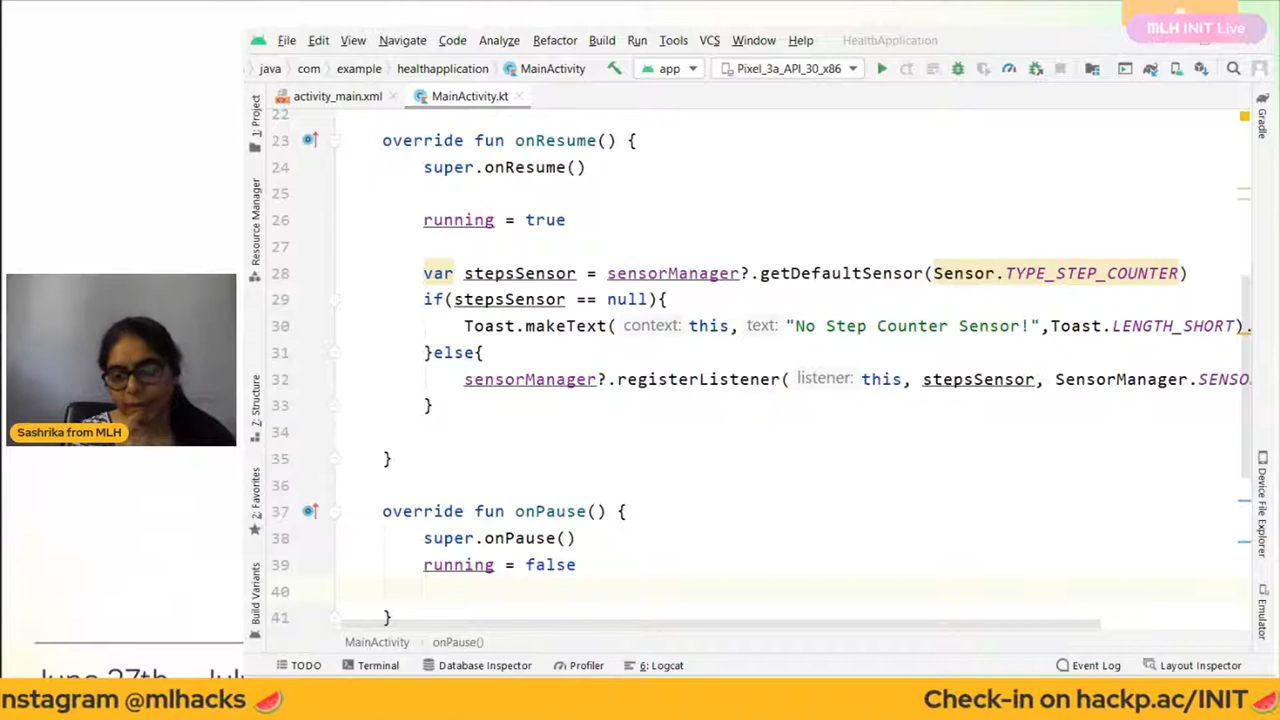 MLH INIT Live
File Edit View Navigate Code Analyze Refactor Build Run Tools VCS Window Help HealthApplication
java com example healthapplication MainActivity app Pixel_3a_API_30_x86
activity_main.xml MainActivity.kt
1: Project
Resource Manager
Z: Structure
2: Favorites
Build Variants
Gradle
Device File Explorer
Emulator
22
23 override fun onResume() {
24 super.onResume()
25
26 running = true
27
28 var stepsSensor = sensorManager?.getDefaultSensor(Sensor.TYPE_STEP_COUNTER)
29 if(stepsSensor == null){
30 Toast.makeText( context: this, text: "No Step Counter Sensor!",Toast.LENGTH_SHORT).
31 }else{
32 sensorManager?.registerListener( listener: this, stepsSensor, SensorManager.SENSO
33 }
34
35 }
36
37 override fun onPause() {
38 super.onPause()
39 running = false
40
41 }
Sashrika from MLH
MainActivity onPause()
TODO Terminal Database Inspector Profiler 6: Logcat Event Log Layout Inspector
nstagram @mlhacks Check-in on hackp.ac/INIT